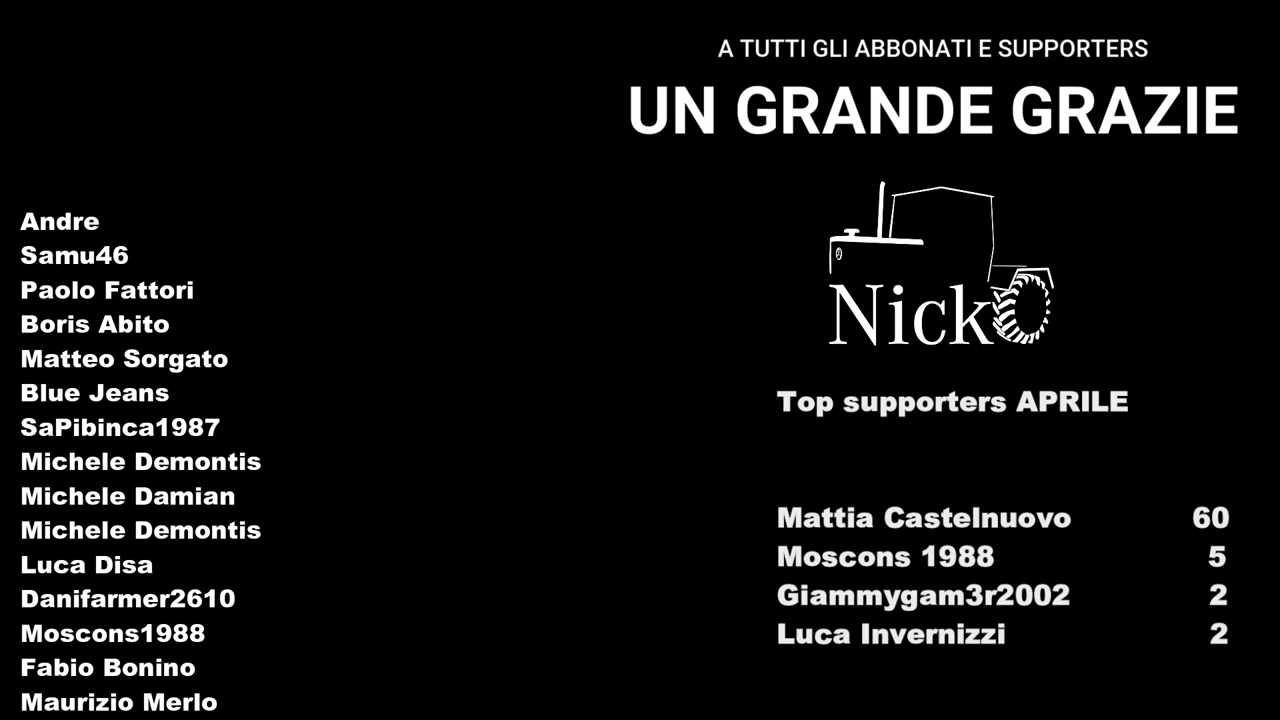 A TUTTI GLI ABBONATI E SUPPORTERS
UN GRANDE GRAZIE
Nicko
Top supporters APRILE
Mattia Castelnuovo 60
Moscons 1988 5
Giammygam3r2002 2
Luca Invernizzi 2
Andre
Samu46
Paolo Fattori
Boris Abito
Matteo Sorgato
Blue Jeans
SaPibinca1987
Michele Demontis
Michele Damian
Michele Demontis
Luca Disa
Danifarmer2610
Moscons1988
Fabio Bonino
Maurizio Merlo